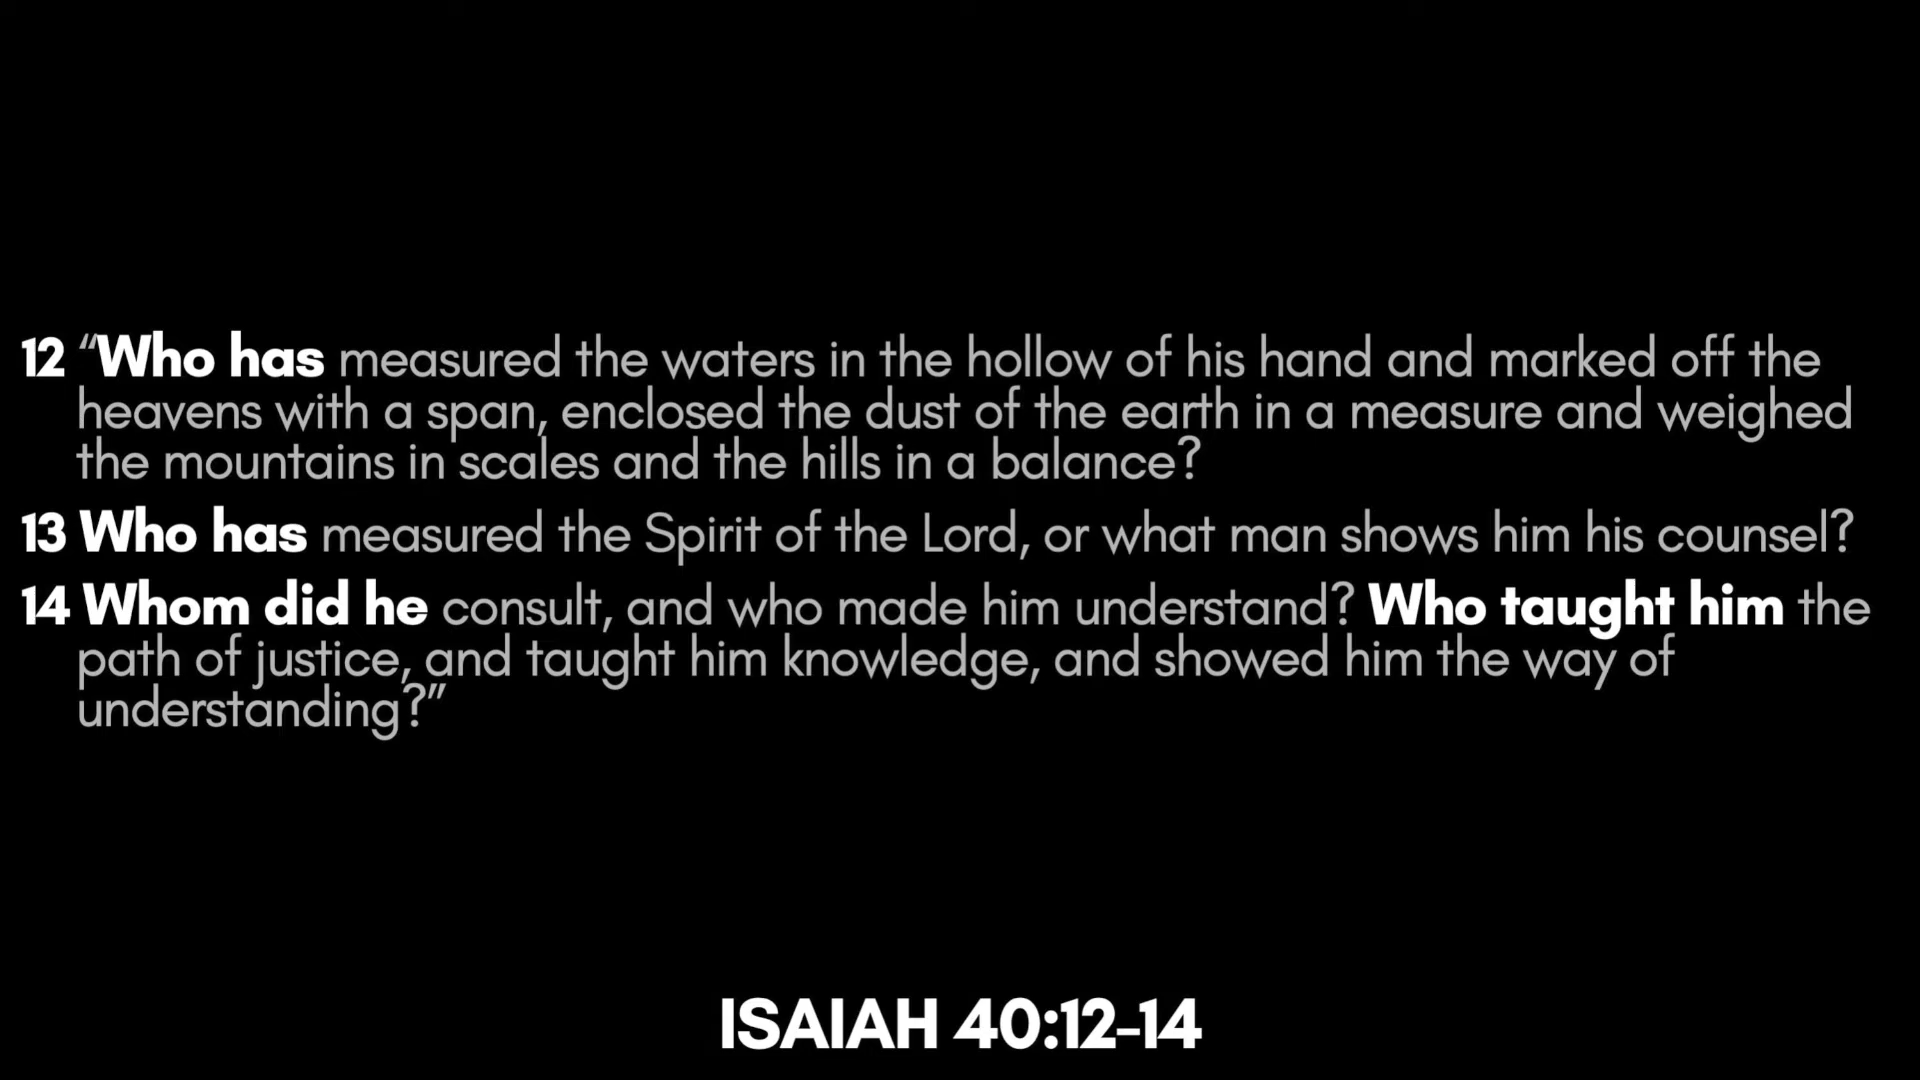 12 “Who has measured the waters in the hollow of his hand and marked off the
heavens with a span, enclosed the dust of the earth in a measure and weighed
the mountains in scales and the hills in a balance?
13 Who has measured the Spirit of the Lord, or what man shows him his counsel?
14 Whom did he consult, and who made him understand? Who taught him the
path of justice, and taught him knowledge, and showed him the way of
understanding?”
ISAIAH 40:12-14